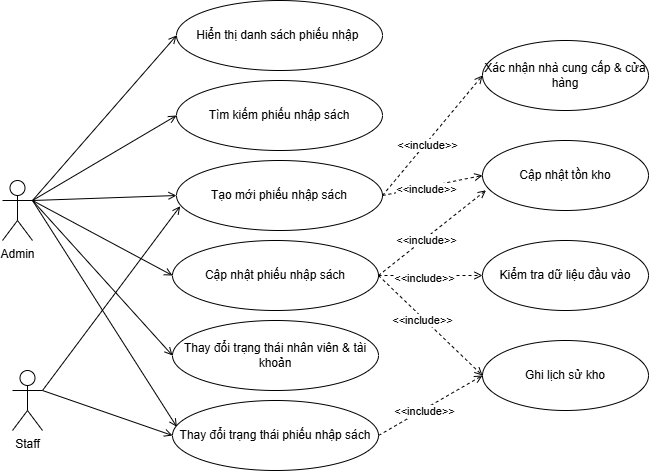 Hiển thị danh sách phiếu nhập
Xác nhận nhà cung cấp & cửa
hàng
Tìm kiếm phiếu nhập sách
<<include>>
Tạo mới phiếu nhập sách
<<include>>
Cập nhật tồn kho
Admin
<<include>>
Cập nhật phiếu nhập sách
<<include>>
Kiểm tra dữ liệu đầu vào
<<include>>
Thay đổi trạng thái nhân viên & tài
khoản
Ghi lịch sử kho
Staff
Thay đổi trạng thái phiếu nhập sách
<<include>>